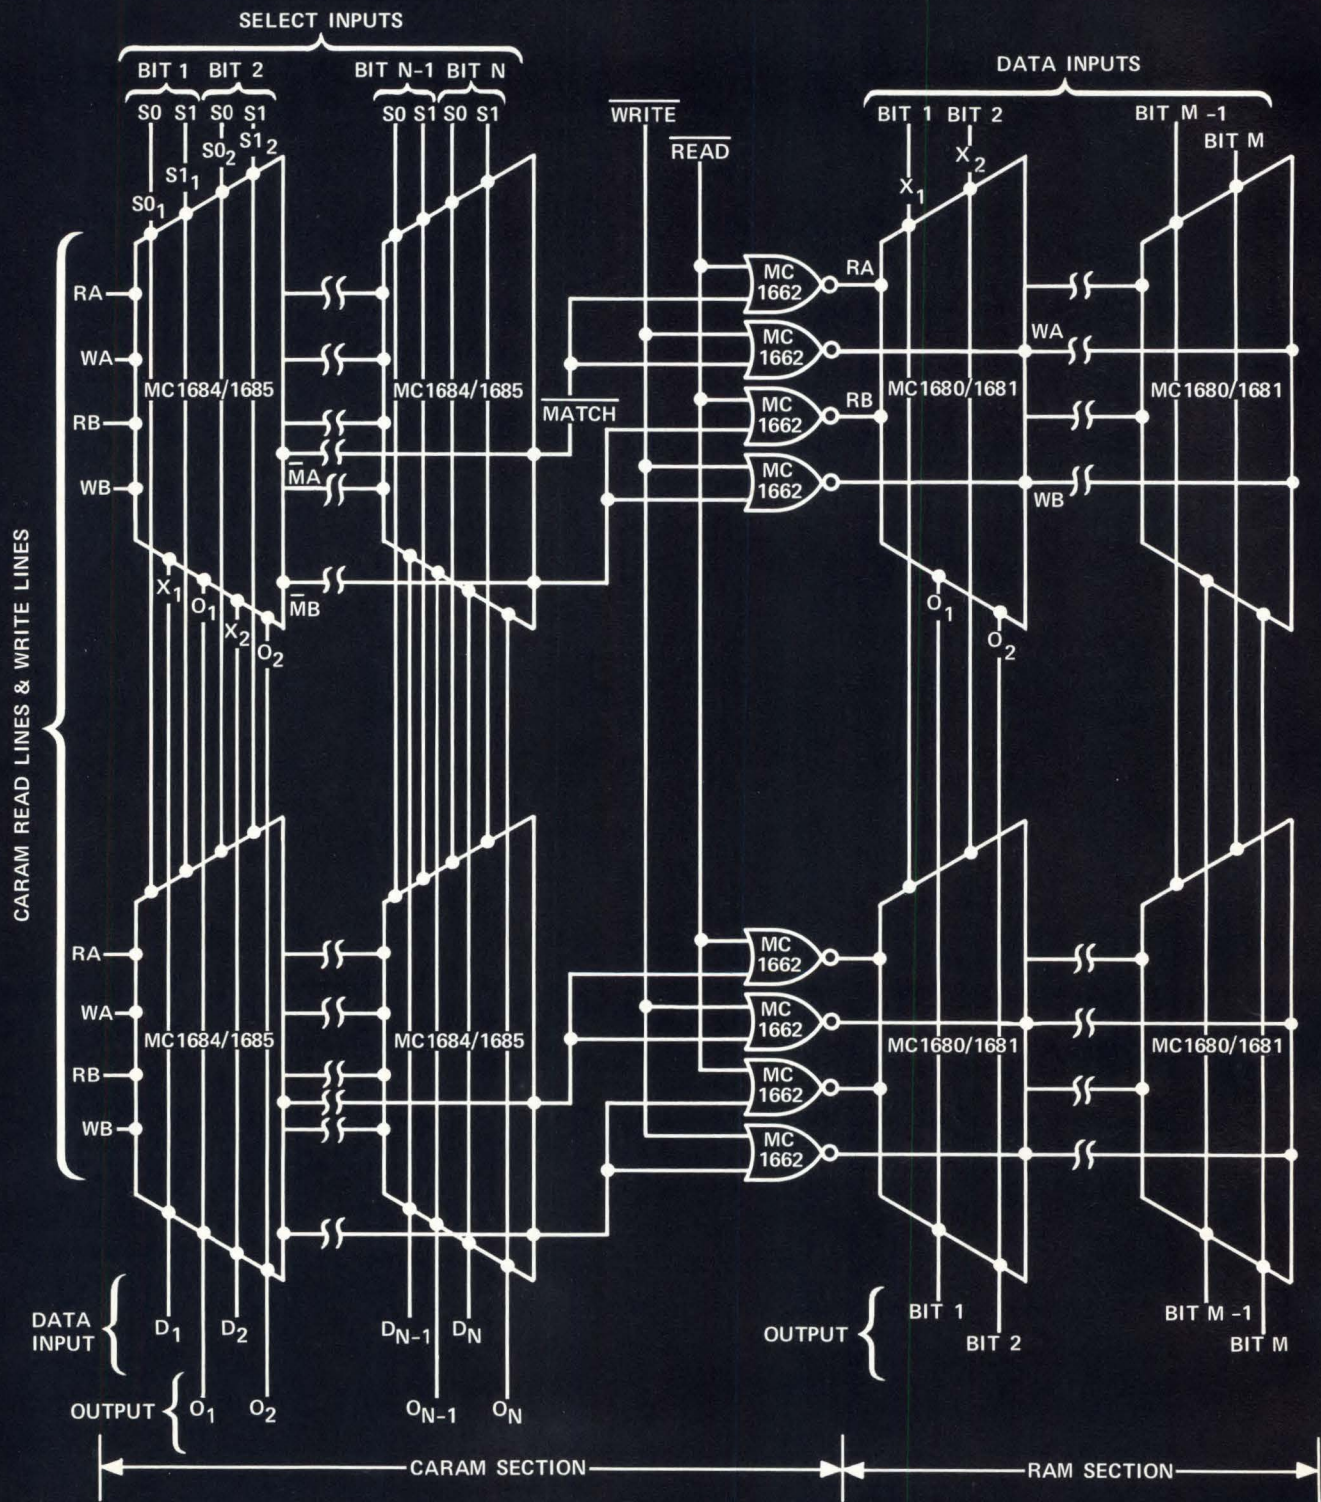 SELECT INPUTS
BIT 1 BIT 2 BIT N-1 BIT N
S0 S1 S0 S1 S0 S1 S0 S1
WRITE
READ
DATA INPUTS
BIT 1 BIT 2 BIT M -1
BIT M
S0₁ S1₁ S0₂ S1₂
X₁ X₂
CARAM READ LINES & WRITE LINES
RA
WA
MC1684/1685 MC1684/1685
RB
WB
MATCH
M̅A
M̅B
MC
1662
RA
MC
1662
WA
MC
1662
RB
MC
1662
WB
MC1680/1681 MC1680/1681
X₁ O₁ X₂ O₂
O₁ O₂
RA
WA
MC1684/1685 MC1684/1685
RB
WB
MC
1662
MC
1662
MC
1662
MC
1662
MC1680/1681 MC1680/1681
DATA
INPUT
D₁ D₂ D_N-1 D_N
OUTPUT
O₁ O₂ O_N-1 O_N
OUTPUT
BIT 1
BIT 2
BIT M -1
BIT M
CARAM SECTION
RAM SECTION